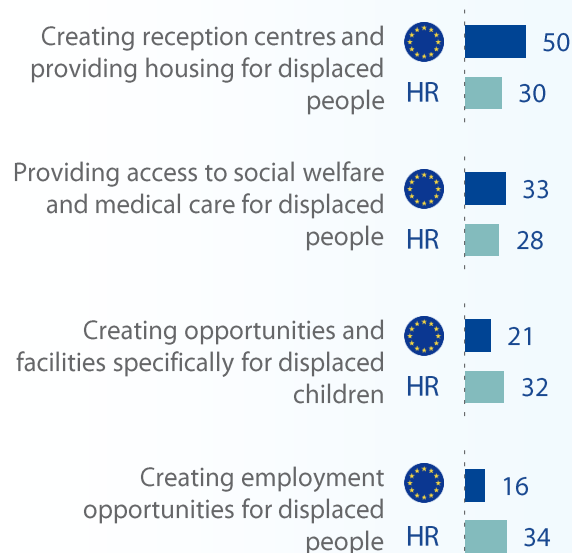 Creating reception centres and
providing housing for displaced
people
50
HR 30
Providing access to social welfare
and medical care for displaced
people
33
HR 28
Creating opportunities and
facilities specifically for displaced
children
21
HR 32
Creating employment
opportunities for displaced
people
16
HR 34